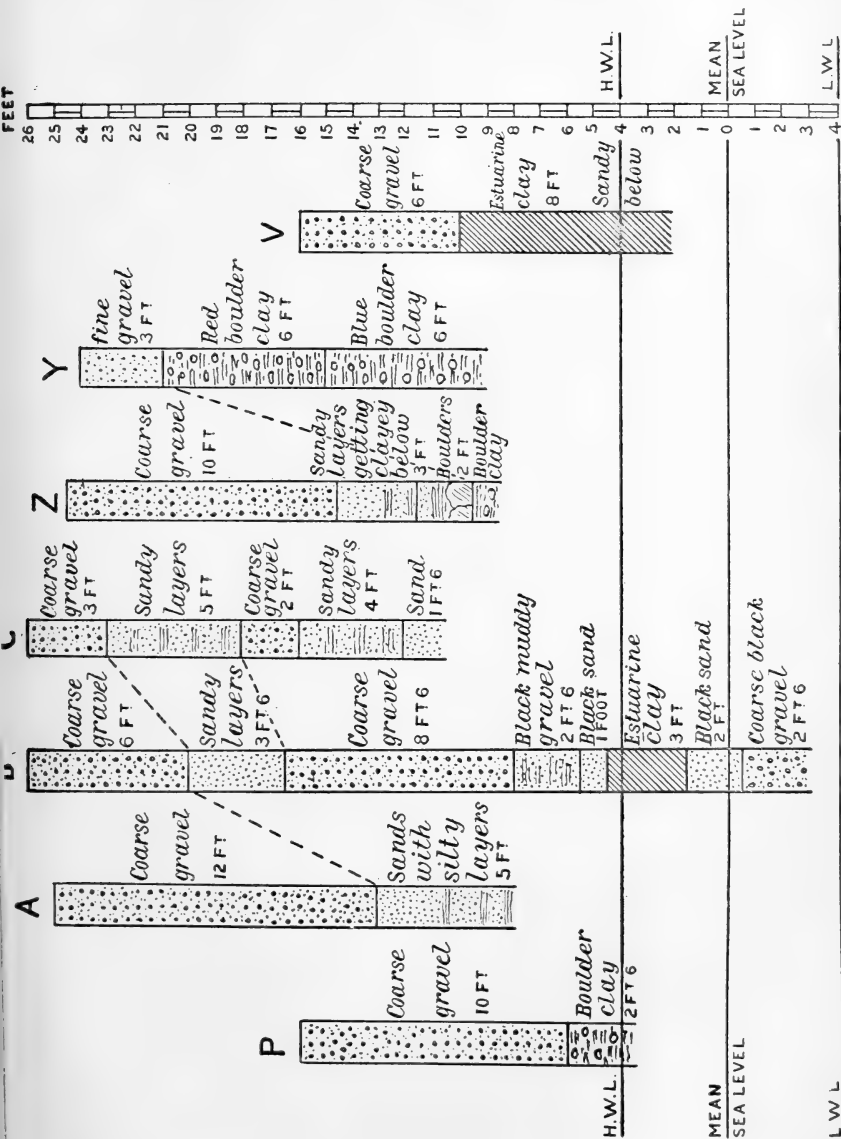 FEET
26
25
24
23
22
21
20
19
18
17
16
15
14
13
12
11
10
9
8
7
6
5
4
3
2
1
0
1
2
3
4
H.W.L.
MEAN
SEA LEVEL
L.W.L
P
Coarse
gravel
10 FT
Boulder
clay
2 FT 6
A
Coarse
gravel
12 FT
Sands
with
silty
layers
5 FT
Coarse
gravel
6 FT
Sandy
layers
3 FT 6
Coarse
gravel
8 FT 6
Black muddy
gravel
2 FT 6
Black sand
1 FOOT
Estuarine
clay
3 FT
Black sand
2 FT
Coarse black
gravel
2 FT 6
Coarse
gravel
3 FT
Sandy
layers
5 FT
Coarse
gravel
2 FT
Sandy
layers
4 FT
Sand
1 FT 6
Z
Coarse
gravel
10 FT
Sandy
layers
getting
clayey
below
3 FT
Boulders
2 FT
Boulder
clay
Y
fine
gravel
3 FT
Red
boulder
clay
6 FT
Blue
boulder
clay
6 FT
V
Coarse
gravel
6 FT
Estuarine
clay
8 FT
Sandy
below
H.W.L.
MEAN
SEA LEVEL
L W L